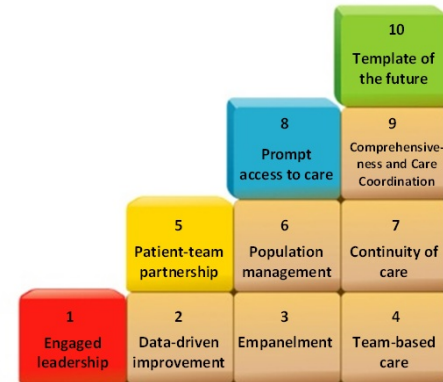 10
Template of
the future
8
Prompt
access to care
9
Comprehensive-
ness and Care
Coordination
5
Patient-team
partnership
6
Population
management
7
Continuity of
care
1
Engaged
leadership
2
Data-driven
improvement
3
Empanelment
4
Team-based
care